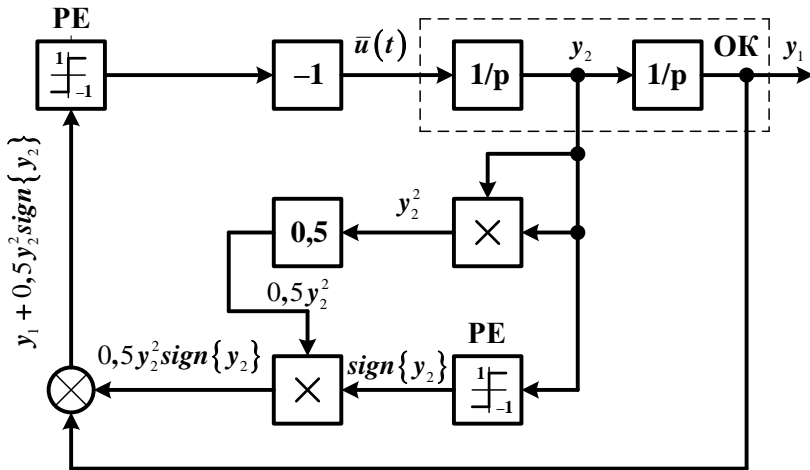 PE
1
−1
−1
u̅(t)
1/p
y₂
1/p
ОК
y₁
y₁ + 0,5y₂²sign{y₂}
0,5
y₂²
×
0,5y₂²
PE
0,5y₂²sign{y₂}
×
sign{y₂}
1
−1